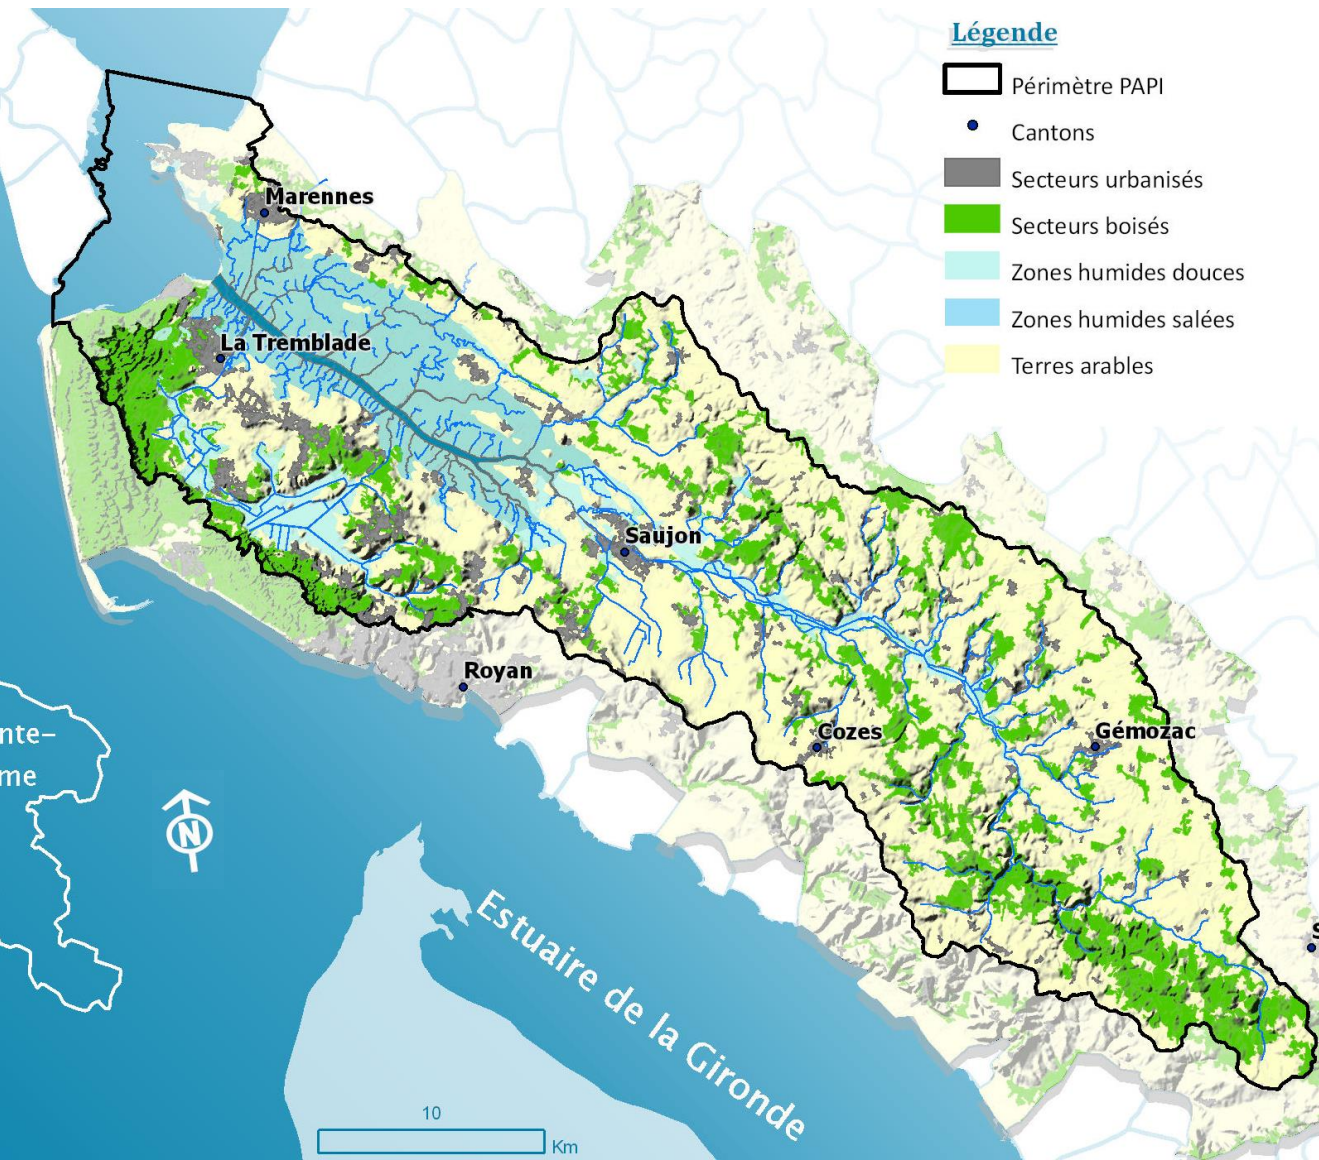 Légende
Périmètre PAPI
Cantons
Secteurs urbanisés
Secteurs boisés
Zones humides douces
Zones humides salées
Terres arables
Marennes
La Tremblade
Saujon
Royan
Cozes
Gémozac
nte-
me
N
S
Estuaire de la Gironde
10
Km